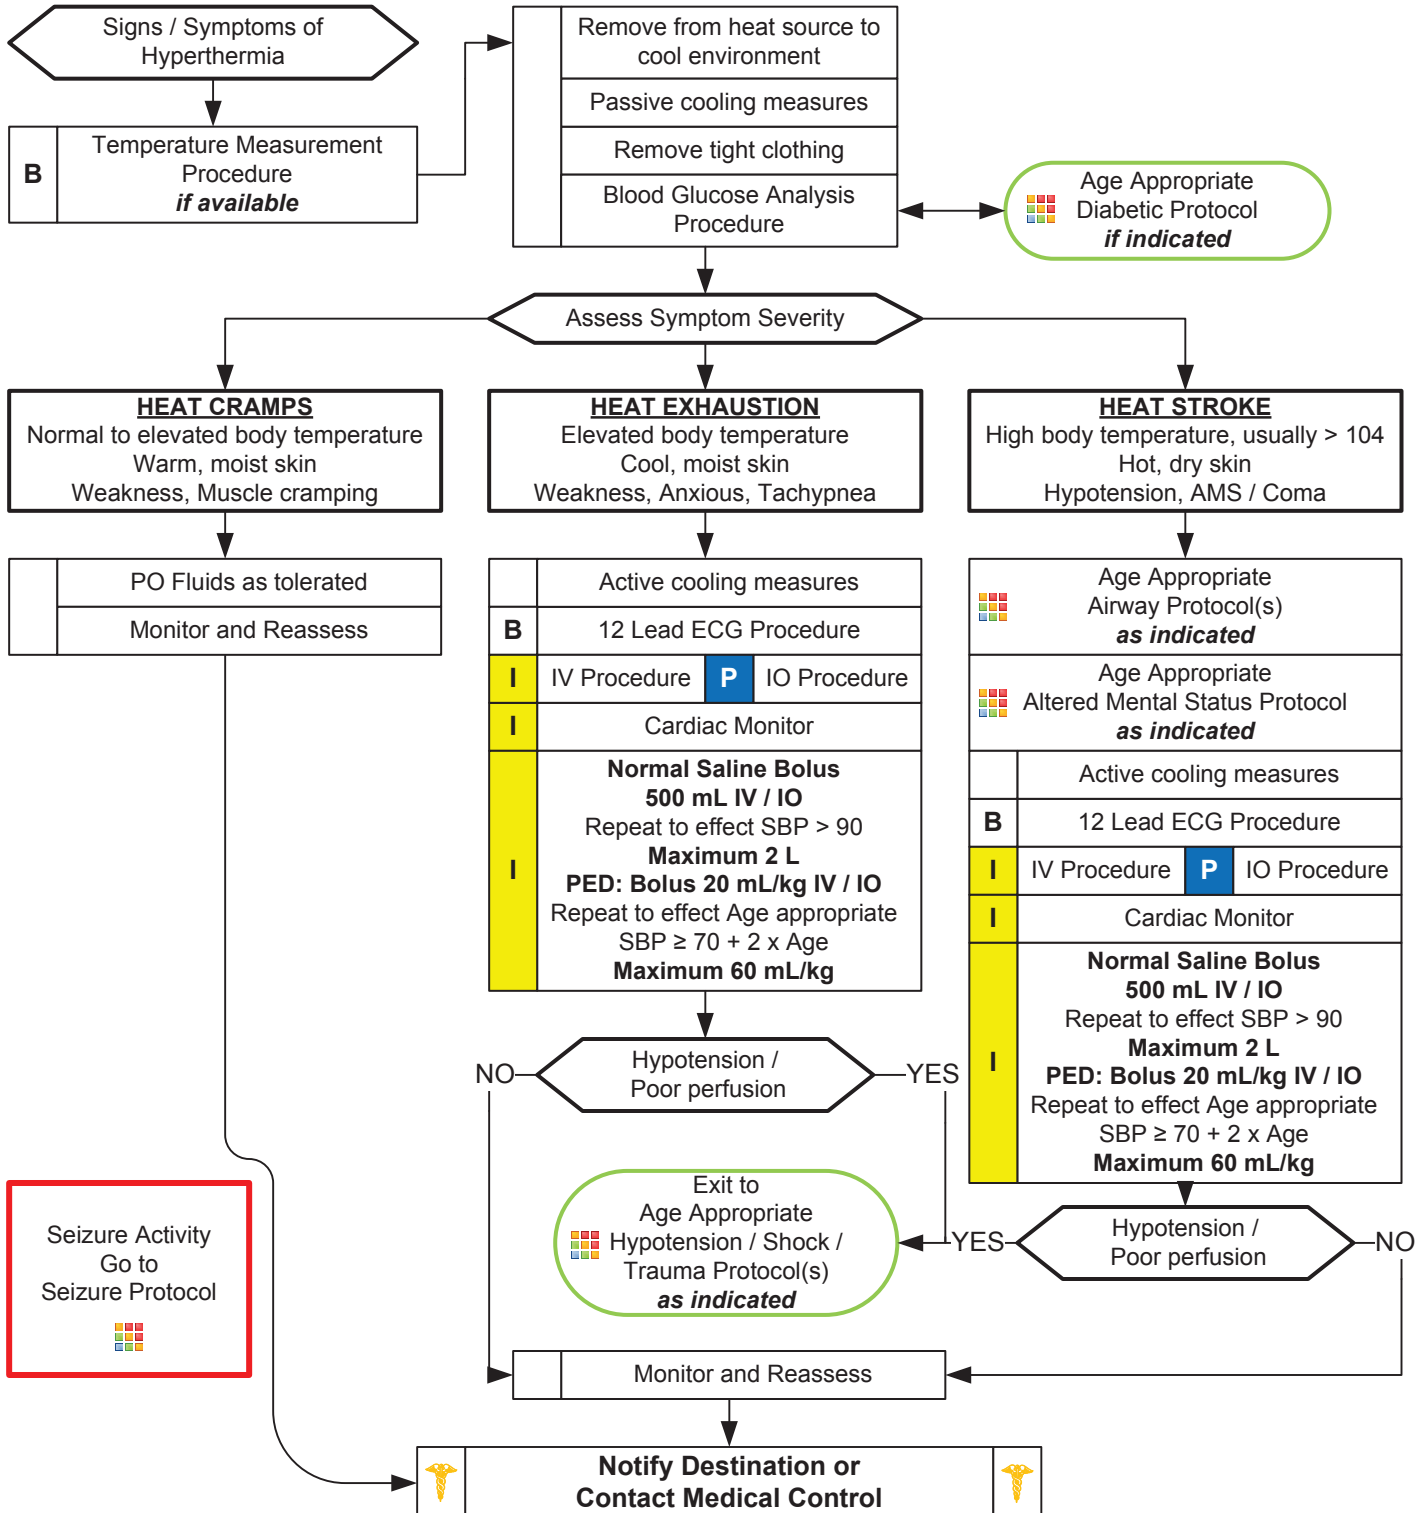 Signs / Symptoms of
Hyperthermia
B
Temperature Measurement
Procedure
if available
Remove from heat source to
cool environment
Passive cooling measures
Remove tight clothing
Blood Glucose Analysis
Procedure
Age Appropriate
Diabetic Protocol
if indicated
Assess Symptom Severity
HEAT CRAMPS
Normal to elevated body temperature
Warm, moist skin
Weakness, Muscle cramping
PO Fluids as tolerated
Monitor and Reassess
HEAT EXHAUSTION
Elevated body temperature
Cool, moist skin
Weakness, Anxious, Tachypnea
Active cooling measures
B
12 Lead ECG Procedure
I
IV Procedure
P
IO Procedure
I
Cardiac Monitor
I
Normal Saline Bolus
500 mL IV / IO
Repeat to effect SBP > 90
Maximum 2 L
PED: Bolus 20 mL/kg IV / IO
Repeat to effect Age appropriate
SBP ≥ 70 + 2 x Age
Maximum 60 mL/kg
NO
Hypotension /
Poor perfusion
YES
HEAT STROKE
High body temperature, usually > 104
Hot, dry skin
Hypotension, AMS / Coma
Age Appropriate
Airway Protocol(s)
as indicated
Age Appropriate
Altered Mental Status Protocol
as indicated
Active cooling measures
B
12 Lead ECG Procedure
I
IV Procedure
P
IO Procedure
I
Cardiac Monitor
I
Normal Saline Bolus
500 mL IV / IO
Repeat to effect SBP > 90
Maximum 2 L
PED: Bolus 20 mL/kg IV / IO
Repeat to effect Age appropriate
SBP ≥ 70 + 2 x Age
Maximum 60 mL/kg
YES
Hypotension /
Poor perfusion
NO
Exit to
Age Appropriate
Hypotension / Shock /
Trauma Protocol(s)
as indicated
Seizure Activity
Go to
Seizure Protocol
Monitor and Reassess
Notify Destination or
Contact Medical Control